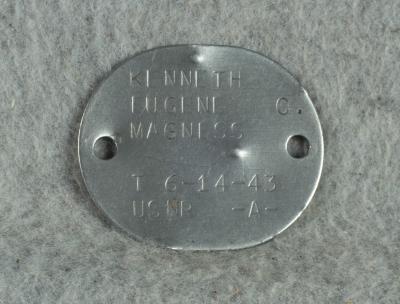 KENNETH
EUGENE C.
MAGNESS
T 6-14-43
USNR -A-